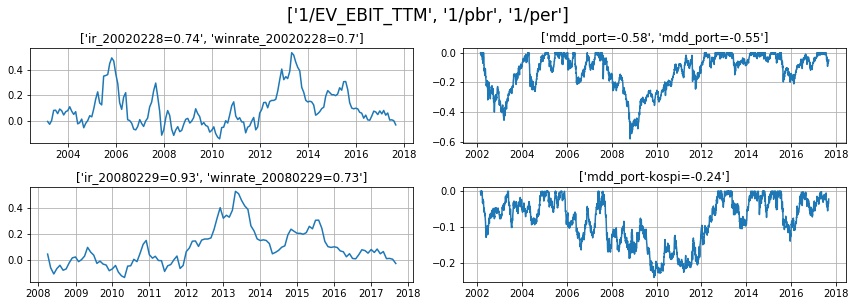 ['1/EV_EBIT_TTM', '1/pbr', '1/per']
['ir_20020228=0.74', 'winrate_20020228=0.7']
0.4
0.2
0.0
2004 2006 2008 2010 2012 2014 2016 2018
['mdd_port=-0.58', 'mdd_port=-0.55']
0.0
−0.2
−0.4
−0.6
2002 2004 2006 2008 2010 2012 2014 2016 2018
['ir_20080229=0.93', 'winrate_20080229=0.73']
0.4
0.2
0.0
2008 2009 2010 2011 2012 2013 2014 2015 2016 2017 2018
['mdd_port-kospi=-0.24']
0.0
−0.1
−0.2
2002 2004 2006 2008 2010 2012 2014 2016 2018